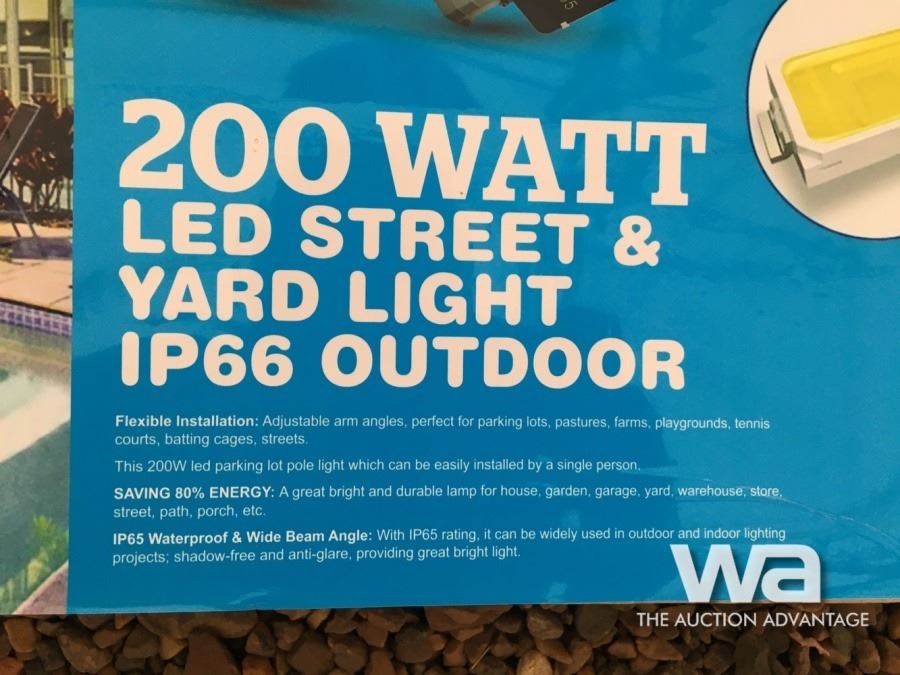 200 WATT
LED STREET &
YARD LIGHT
IP66 OUTDOOR
Flexible Installation: Adjustable arm angles, perfect for parking lots, pastures, farms, playgrounds, tennis
courts, batting cages, streets.
This 200W led parking lot pole light which can be easily installed by a single person.
SAVING 80% ENERGY: A great bright and durable lamp for house, garden, garage, yard, warehouse, store,
street, path, porch, etc.
IP65 Waterproof & Wide Beam Angle: With IP65 rating, it can be widely used in outdoor and indoor lighting
projects; shadow-free and anti-glare, providing great bright light.
wa
THE AUCTION ADVANTAGE